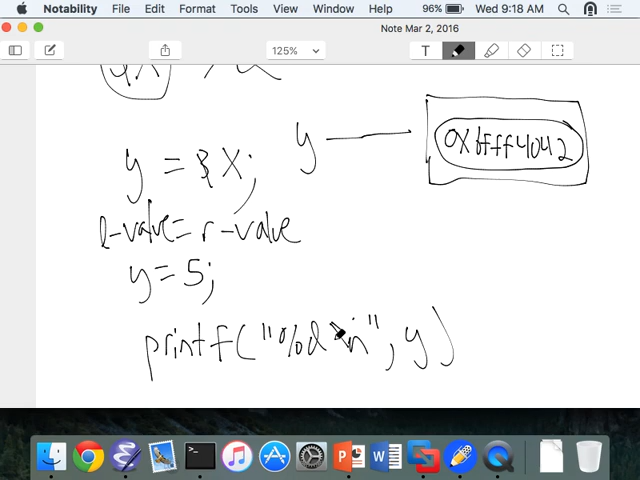 Notability File Edit Format Tools View Window Help 96% Wed 9:18 AM
Note Mar 2, 2016
125% T
y = &X;
y 0xbfff4042
l-value = r-value
y = 5;
printf("%d\n", y)